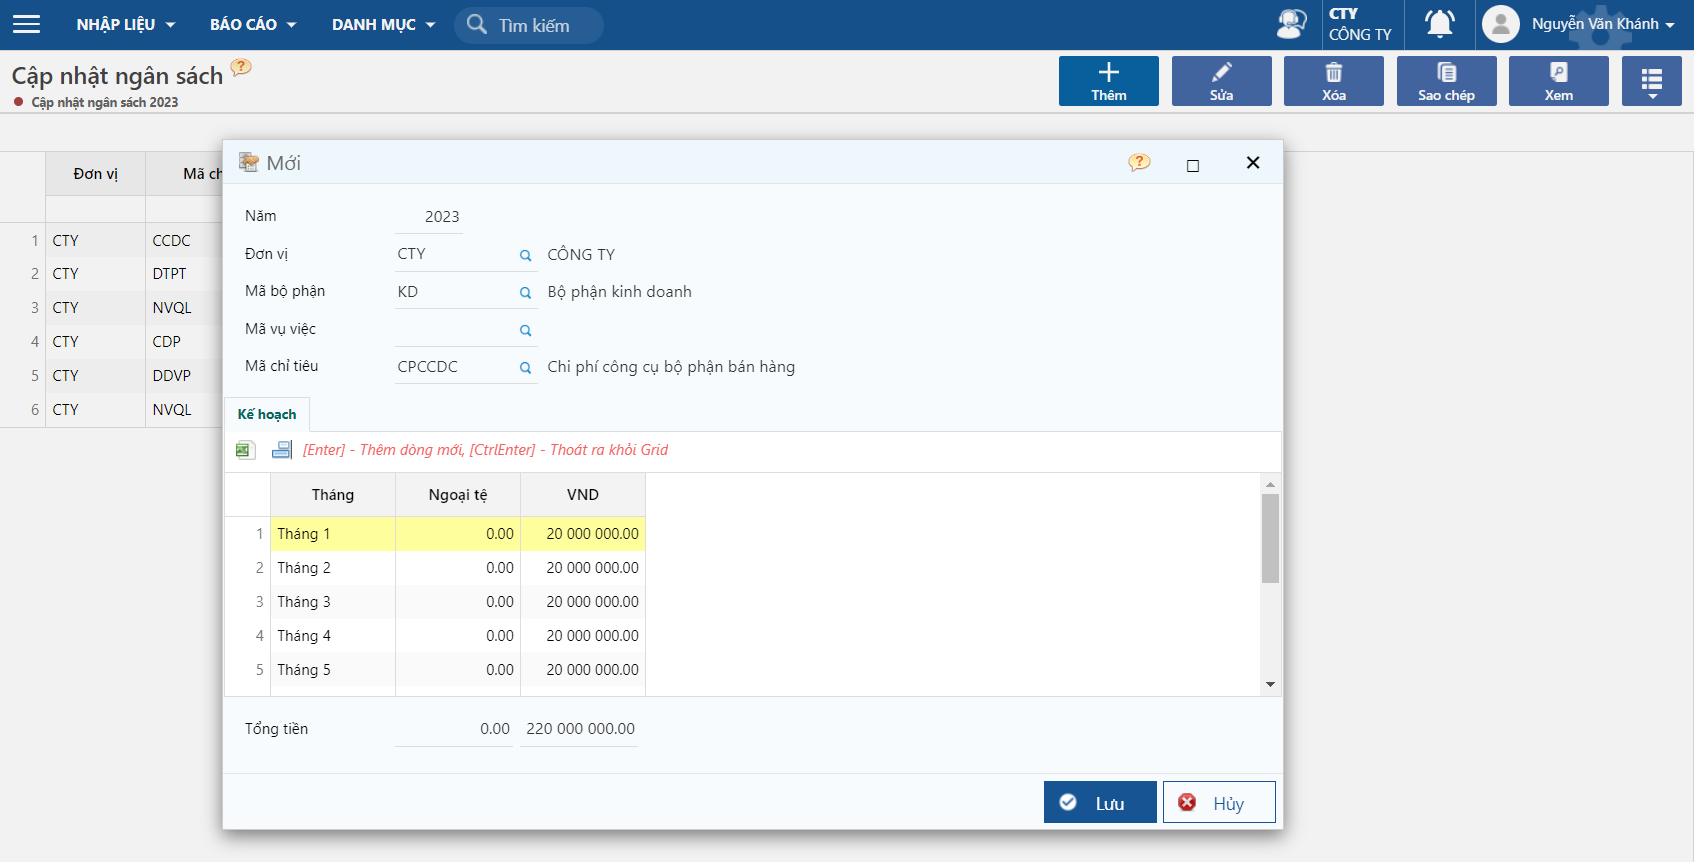 NHẬP LIỆU BÁO CÁO DANH MỤC Tìm kiếm CTY CÔNG TY Nguyễn Văn Khánh
Cập nhật ngân sách
Cập nhật ngân sách 2023
Thêm Sửa Xóa Sao chép Xem
Đơn vị Mã ch
1 CTY CCDC
2 CTY DTPT
3 CTY NVQL
4 CTY CDP
5 CTY DDVP
6 CTY NVQL
Mới
Năm 2023
Đơn vị CTY CÔNG TY
Mã bộ phận KD Bộ phận kinh doanh
Mã vụ việc
Mã chỉ tiêu CPCCDC Chi phí công cụ bộ phận bán hàng
Kế hoạch
[Enter] - Thêm dòng mới, [CtrlEnter] - Thoát ra khỏi Grid
Tháng Ngoại tệ VND
1 Tháng 1 0.00 20 000 000.00
2 Tháng 2 0.00 20 000 000.00
3 Tháng 3 0.00 20 000 000.00
4 Tháng 4 0.00 20 000 000.00
5 Tháng 5 0.00 20 000 000.00
Tổng tiền 0.00 220 000 000.00
Lưu Hủy